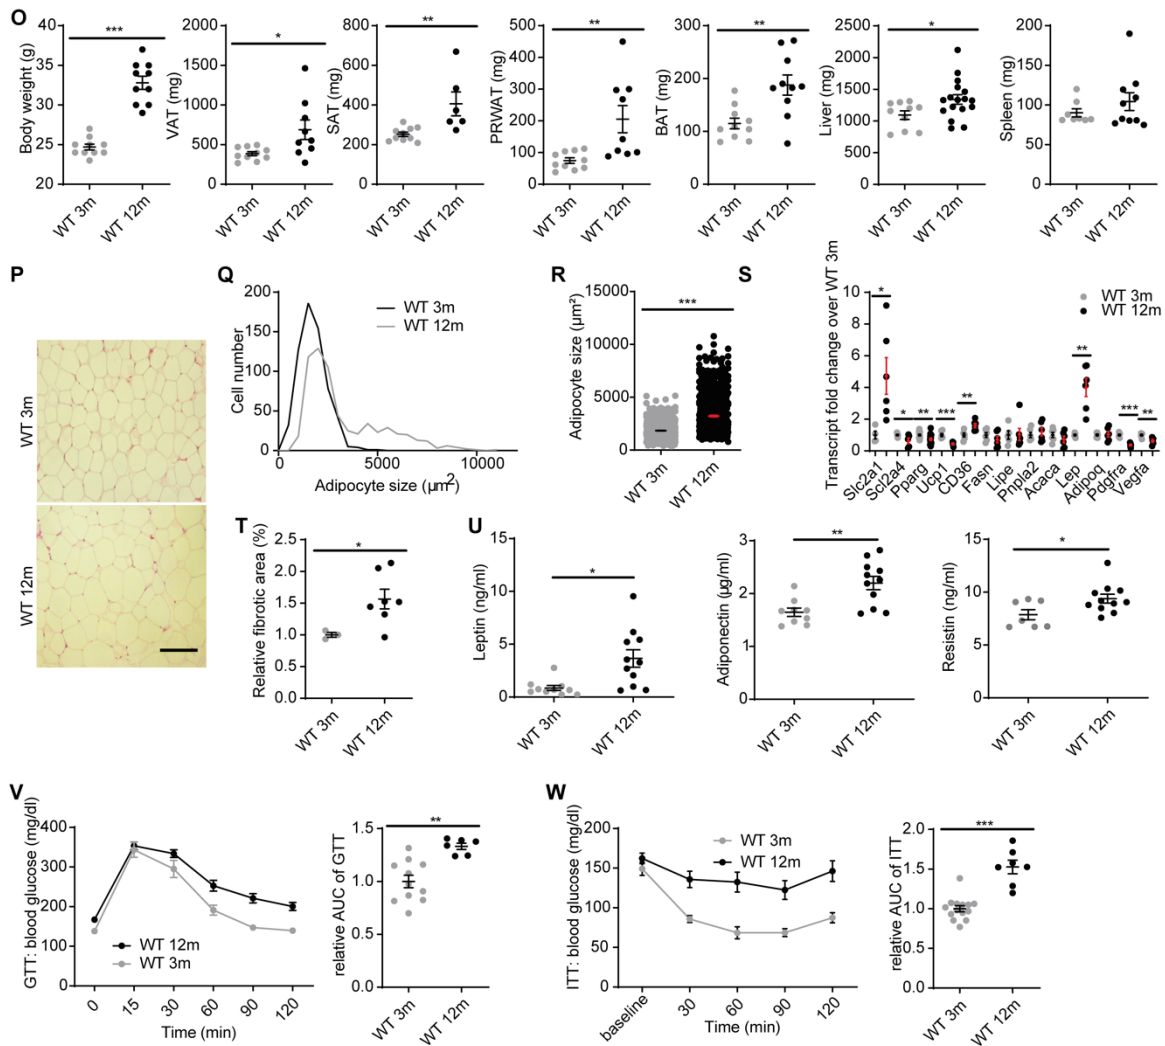 O
Body weight (g)
40
35
30
25
20
***
WT 3m
WT 12m
VAT (mg)
2000
1500
1000
500
0
*
WT 3m
WT 12m
SAT (mg)
800
600
400
200
0
**
WT 3m
WT 12m
PRWAT (mg)
500
400
300
200
100
0
**
WT 3m
WT 12m
BAT (mg)
300
200
100
0
**
WT 3m
WT 12m
Liver (mg)
2500
2000
1500
1000
500
0
*
WT 3m
WT 12m
Spleen (mg)
200
150
100
50
0
WT 3m
WT 12m
P
WT 3m
WT 12m
Q
Cell number
200
150
100
50
0
WT 3m
WT 12m
0
5000
10000
Adipocyte size (µm²)
R
Adipocyte size (µm²)
15000
10000
5000
0
***
WT 3m
WT 12m
S
Transcript fold change over WT 3m
10
8
6
4
2
0
WT 3m
WT 12m
*
*
**
***
**
**
***
**
Slc2a1
Scl2a4
Pparg
Ucp1
CD36
Fasn
Lipe
Pnpla2
Acaca
Lep
Adipoq
Pdgfra
Vegfa
T
Relative fibrotic area (%)
2.5
2.0
1.5
1.0
0.5
0.0
*
WT 3m
WT 12m
U
Leptin (ng/ml)
15
10
5
0
*
WT 3m
WT 12m
Adiponectin (µg/ml)
3
2
1
0
**
WT 3m
WT 12m
Resistin (ng/ml)
15
10
5
0
*
WT 3m
WT 12m
V
GTT: blood glucose (mg/dl)
400
300
200
100
0
WT 12m
WT 3m
0
15
30
60
90
120
Time (min)
relative AUC of GTT
1.5
1.0
0.5
0.0
**
WT 3m
WT 12m
W
ITT: blood glucose (mg/dl)
200
150
100
50
0
WT 3m
WT 12m
baseline
30
60
90
120
Time (min)
relative AUC of ITT
2.0
1.5
1.0
0.5
0.0
***
WT 3m
WT 12m